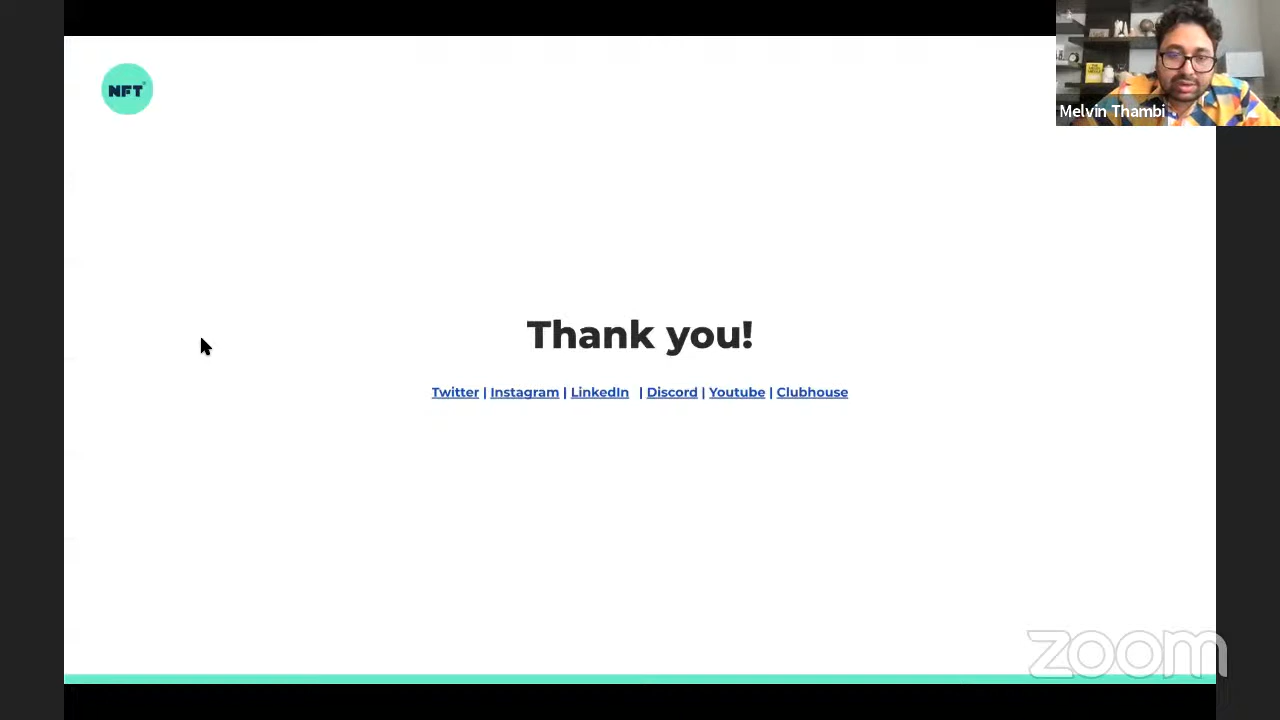 NFT
Melvin Thambi
Thank you!
Twitter | Instagram | LinkedIn | Discord | Youtube | Clubhouse
zoom